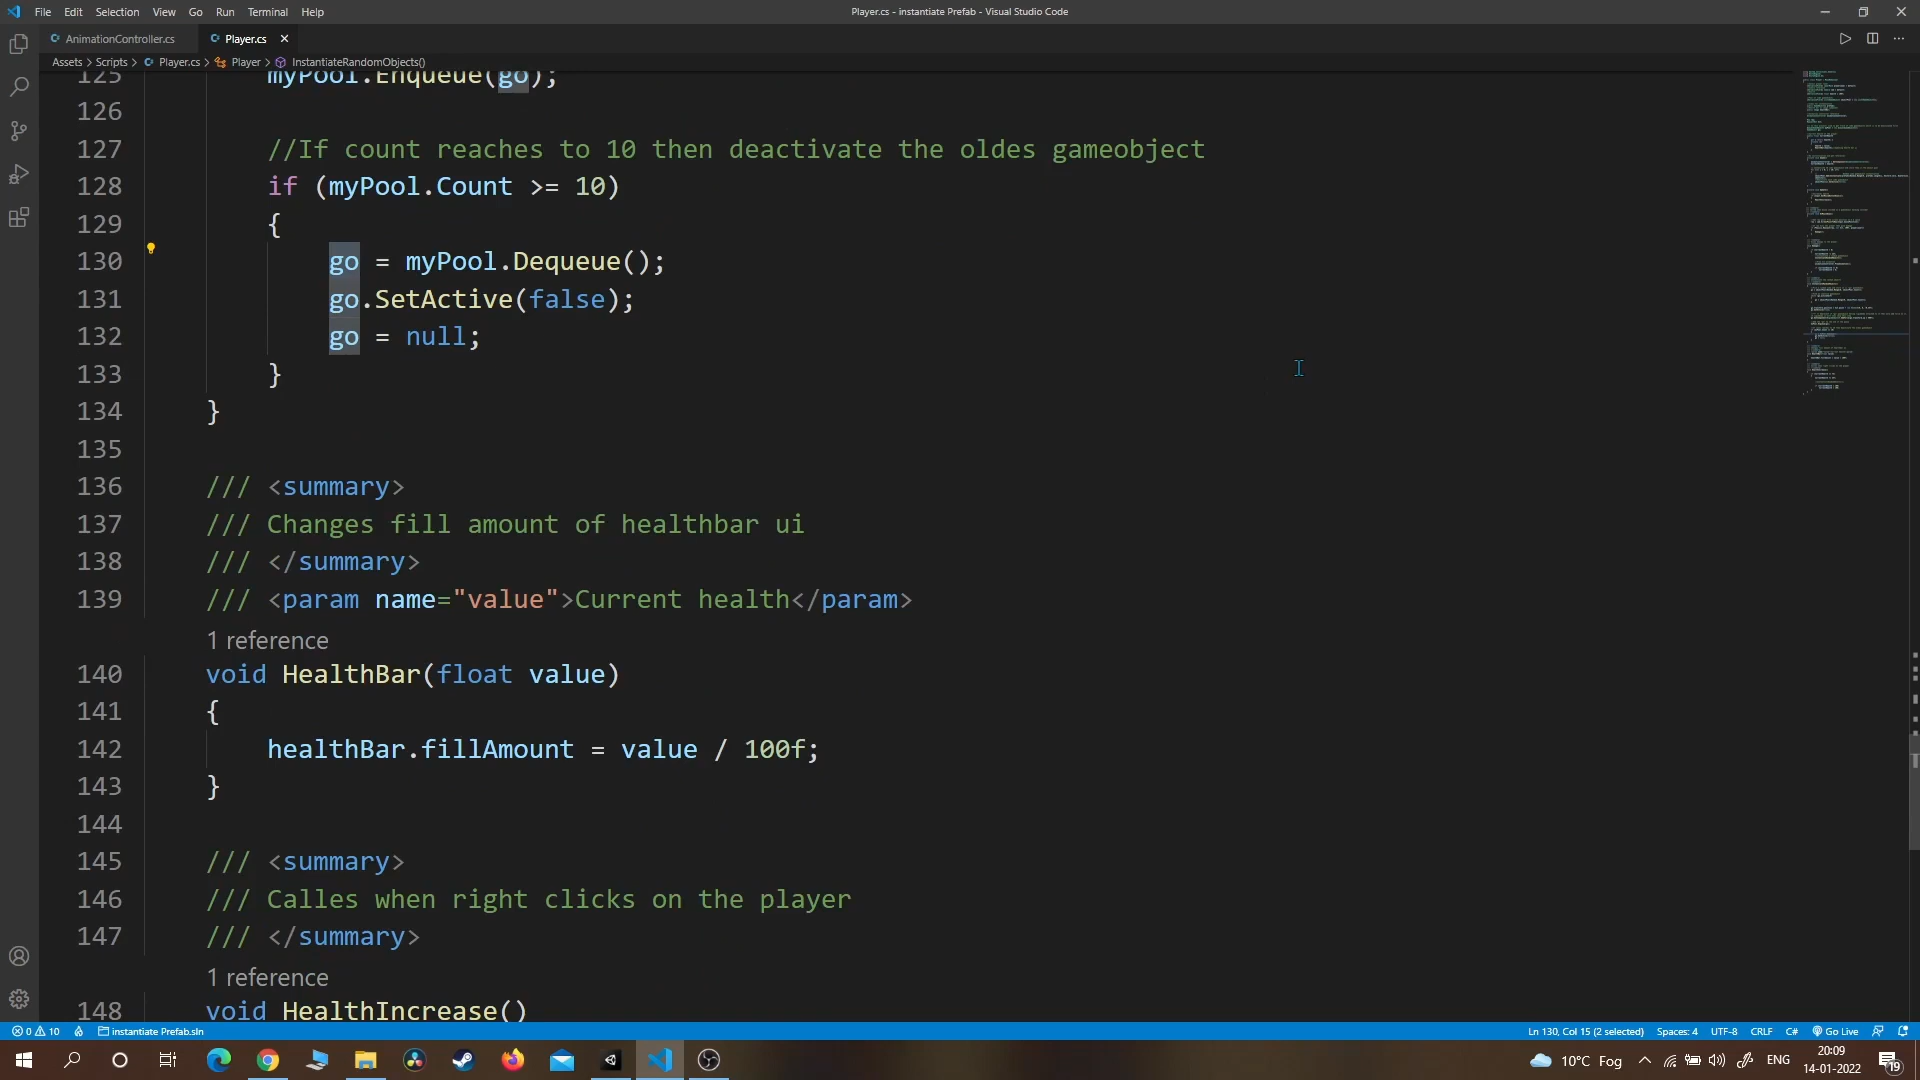 File Edit Selection View Go Run Terminal Help
Player.cs - instantiate Prefab - Visual Studio Code
AnimationController.cs Player.cs
Assets > Scripts > Player.cs > Player > InstantiateRandomObjects()
125 myPool.Enqueue(go);
126
127 //If count reaches to 10 then deactivate the oldes gameobject
128 if (myPool.Count >= 10)
129 {
130 go = myPool.Dequeue();
131 go.SetActive(false);
132 go = null;
133 }
134 }
135
136 /// <summary>
137 /// Changes fill amount of healthbar ui
138 /// </summary>
139 /// <param name="value">Current health</param>
1 reference
140 void HealthBar(float value)
141 {
142 healthBar.fillAmount = value / 100f;
143 }
144
145 /// <summary>
146 /// Calles when right clicks on the player
147 /// </summary>
1 reference
148 void HealthIncrease()
0 10 instantiate Prefab.sln
Ln 130, Col 15 (2 selected) Spaces: 4 UTF-8 CRLF C# Go Live
10°C Fog ENG
20:09
14-01-2022
19